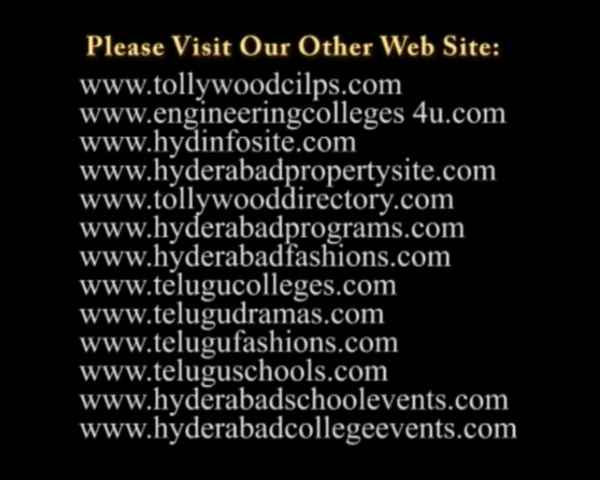 Please Visit Our Other Web Site:
www.tollywoodcilps.com
www.engineeringcolleges 4u.com
www.hydinfosite.com
www.hyderabadpropertysite.com
www.tollywooddirectory.com
www.hyderabadprograms.com
www.hyderabadfashions.com
www.telugucolleges.com
www.telugudramas.com
www.telugufashions.com
www.teluguschools.com
www.hyderabadschoolevents.com
www.hyderabadcollegeevents.com